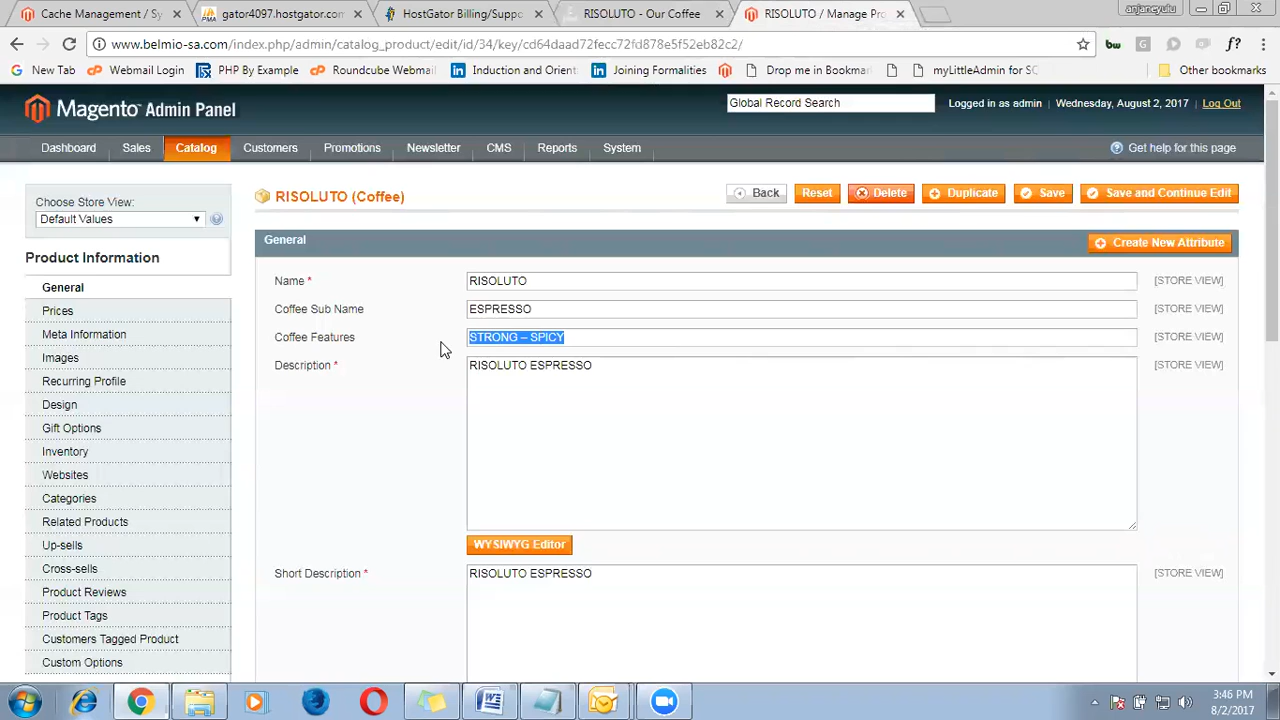 Cache Management / Sy
gator4097.hostgator.com
HostGator Billing/Suppo
RISOLUTO - Our Coffee
RISOLUTO / Manage Pro
anjaneyulu
www.belmio-sa.com/index.php/admin/catalog_product/edit/id/34/key/cd64daad72fecc72fd878e5f52eb82c2/
New Tab
Webmail Login
PHP By Example
Roundcube Webmail
Induction and Orient
Joining Formalities
Drop me in Bookmar
myLittleAdmin for SQ
Other bookmarks
Magento Admin Panel
Global Record Search
Logged in as admin
Wednesday, August 2, 2017
Log Out
Dashboard
Sales
Catalog
Customers
Promotions
Newsletter
CMS
Reports
System
Get help for this page
Choose Store View:
Default Values
Product Information
General
Prices
Meta Information
Images
Recurring Profile
Design
Gift Options
Inventory
Websites
Categories
Related Products
Up-sells
Cross-sells
Product Reviews
Product Tags
Customers Tagged Product
Custom Options
RISOLUTO (Coffee)
Back
Reset
Delete
Duplicate
Save
Save and Continue Edit
General
Create New Attribute
Name *
RISOLUTO
[STORE VIEW]
Coffee Sub Name
ESPRESSO
[STORE VIEW]
Coffee Features
STRONG – SPICY
[STORE VIEW]
Description *
RISOLUTO ESPRESSO
[STORE VIEW]
WYSIWYG Editor
Short Description *
RISOLUTO ESPRESSO
[STORE VIEW]
3:46 PM
8/2/2017